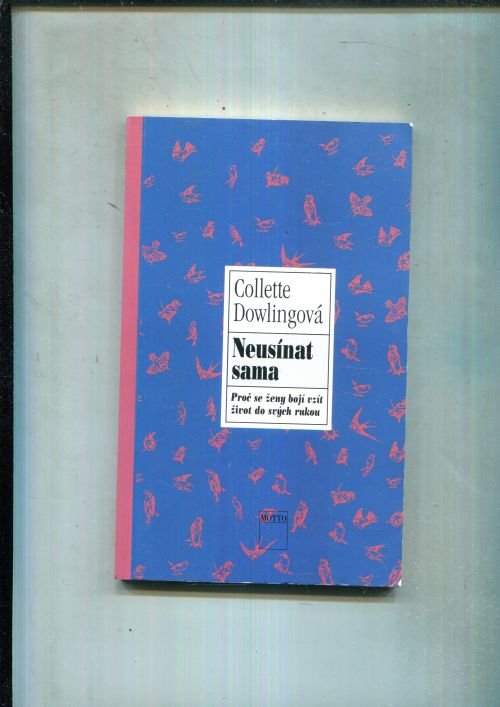 Collette
Dowlingová
Neusínat
sama
Proč se ženy bojí vzít
život do svých rukou
MOTTO